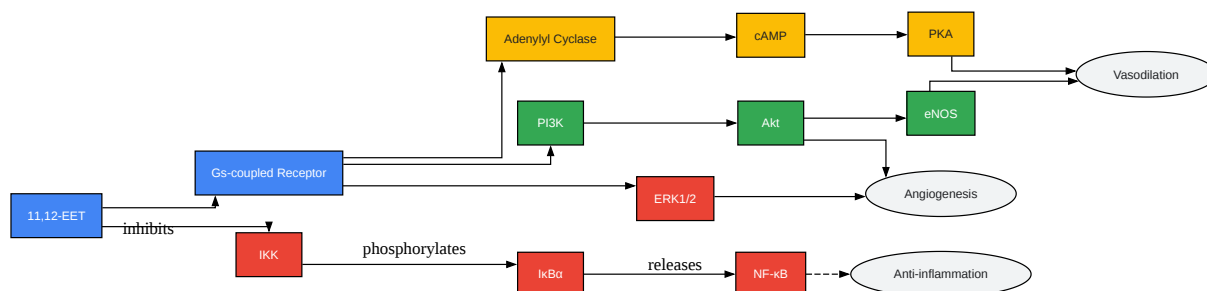 Adenylyl Cyclase
cAMP
PKA
Vasodilation
PI3K
Akt
eNOS
Gs-coupled Receptor
Angiogenesis
ERK1/2
11,12-EET
inhibits
IKK
phosphorylates
IκBα
releases
NF-κB
Anti-inflammation